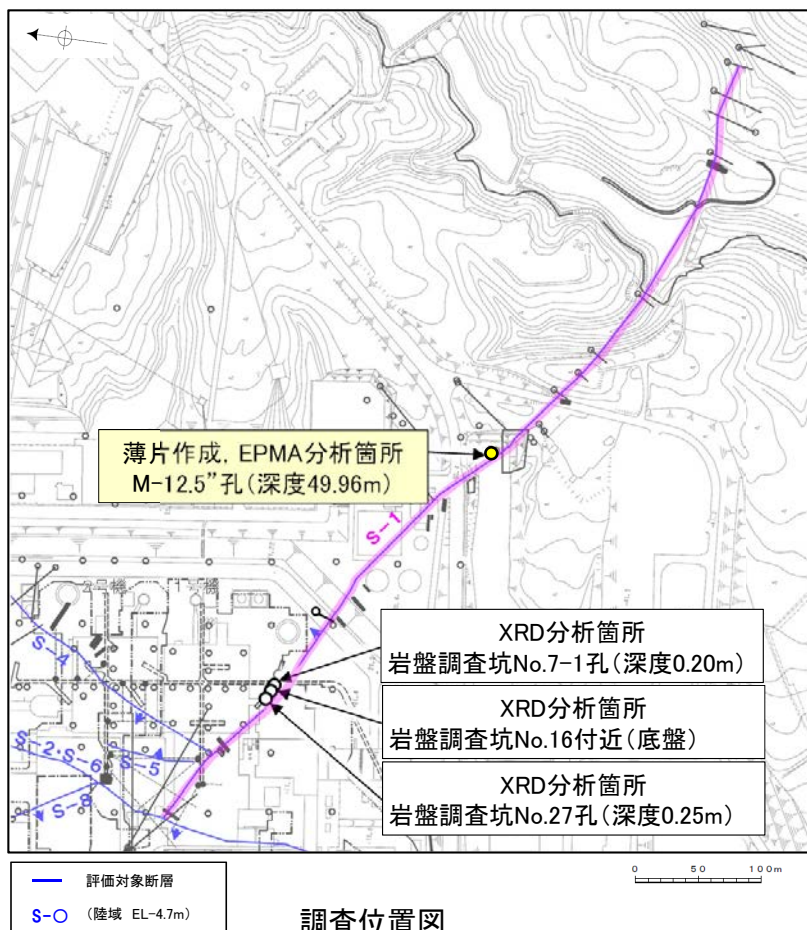 薄片作成,EPMA分析箇所
M-12.5”孔(深度49.96m)
S-1
XRD分析箇所
岩盤調査坑No.7-1孔(深度0.20m)
XRD分析箇所
岩盤調査坑No.16付近(底盤)
XRD分析箇所
岩盤調査坑No.27孔(深度0.25m)
S-4
S-2・S-6
S-5
S-8
評価対象断層
S-○ (陸域 EL-4.7m)
0 50 100m
調査位置図